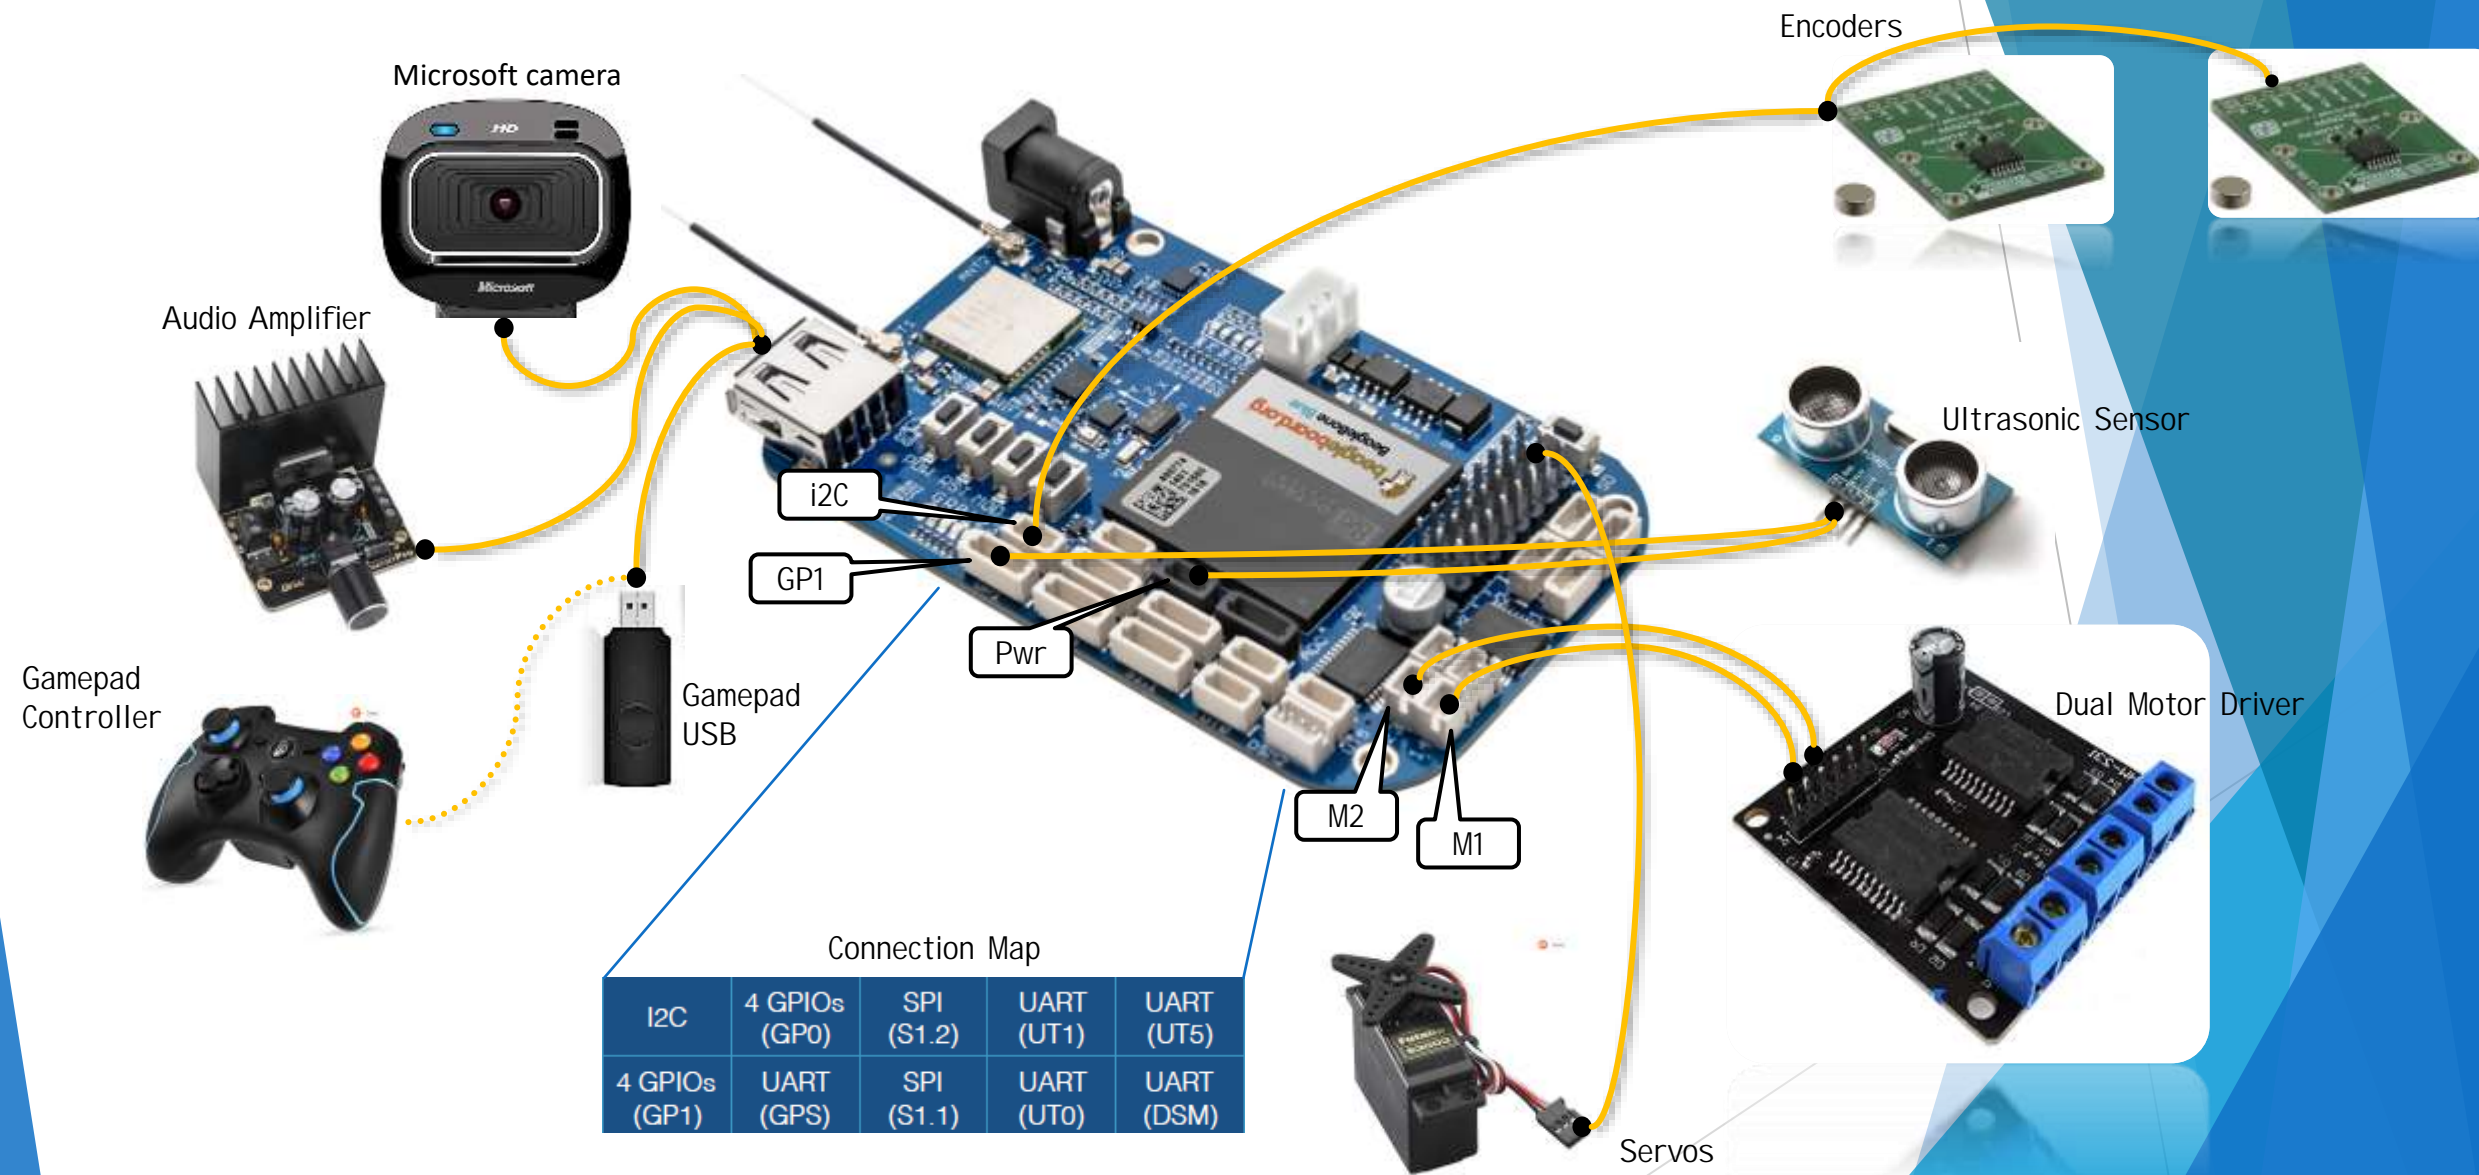 Encoders
Microsoft camera
HD
Microsoft
Audio Amplifier
beagleboard.org
BeagleBone Blue
Ultrasonic Sensor
i2C
GP1
Pwr
Gamepad
Controller
Gamepad
USB
Dual Motor Driver
M2
M1
Connection Map
I2C
4 GPIOs
(GP0)
SPI
(S1.2)
UART
(UT1)
UART
(UT5)
4 GPIOs
(GP1)
UART
(GPS)
SPI
(S1.1)
UART
(UT0)
UART
(DSM)
Servos